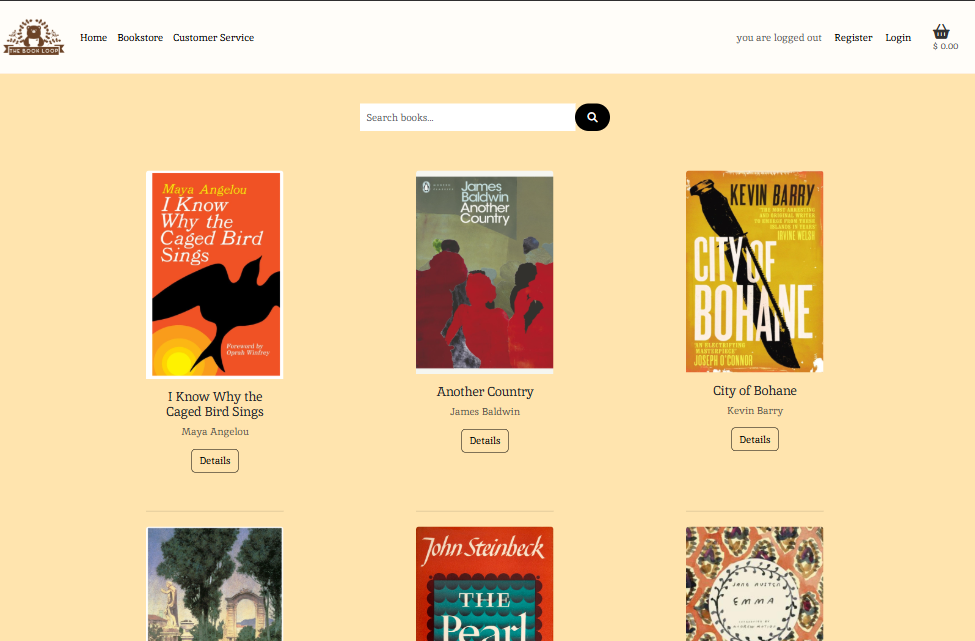 THE BOOK LOOP
Home Bookstore Customer Service
you are logged out Register Login
$ 0.00
Search books...
Maya Angelou
I Know
Why the
Caged Bird
Sings
Foreword by
Oprah Winfrey
James
Baldwin
Another
Country
KEVIN BARRY
'THE MOST ARRESTING
AND ORIGINAL WRITER
TO EMERGE FROM THESE
ISLANDS IN YEARS'
IRVINE WELSH
CITY OF
BOHANE
'AN ELECTRIFYING
MASTERPIECE'
JOSEPH O'CONNOR
I Know Why the
Caged Bird Sings
Maya Angelou
Details
Another Country
James Baldwin
Details
City of Bohane
Kevin Barry
Details
John Steinbeck
THE
Pearl
JANE AUSTEN
EMMA